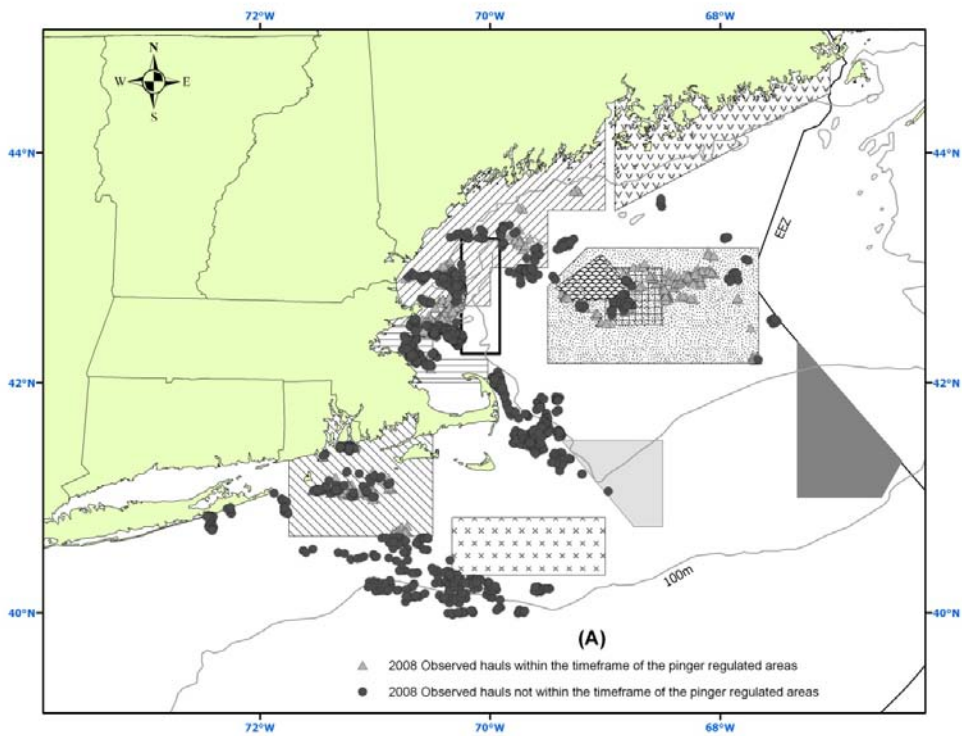 72°W 70°W 68°W
N
W E
S
44°N 44°N
EEZ
42°N 42°N
100m
40°N 40°N
(A)
2008 Observed hauls within the timeframe of the pinger regulated areas
2008 Observed hauls not within the timeframe of the pinger regulated areas
72°W 70°W 68°W